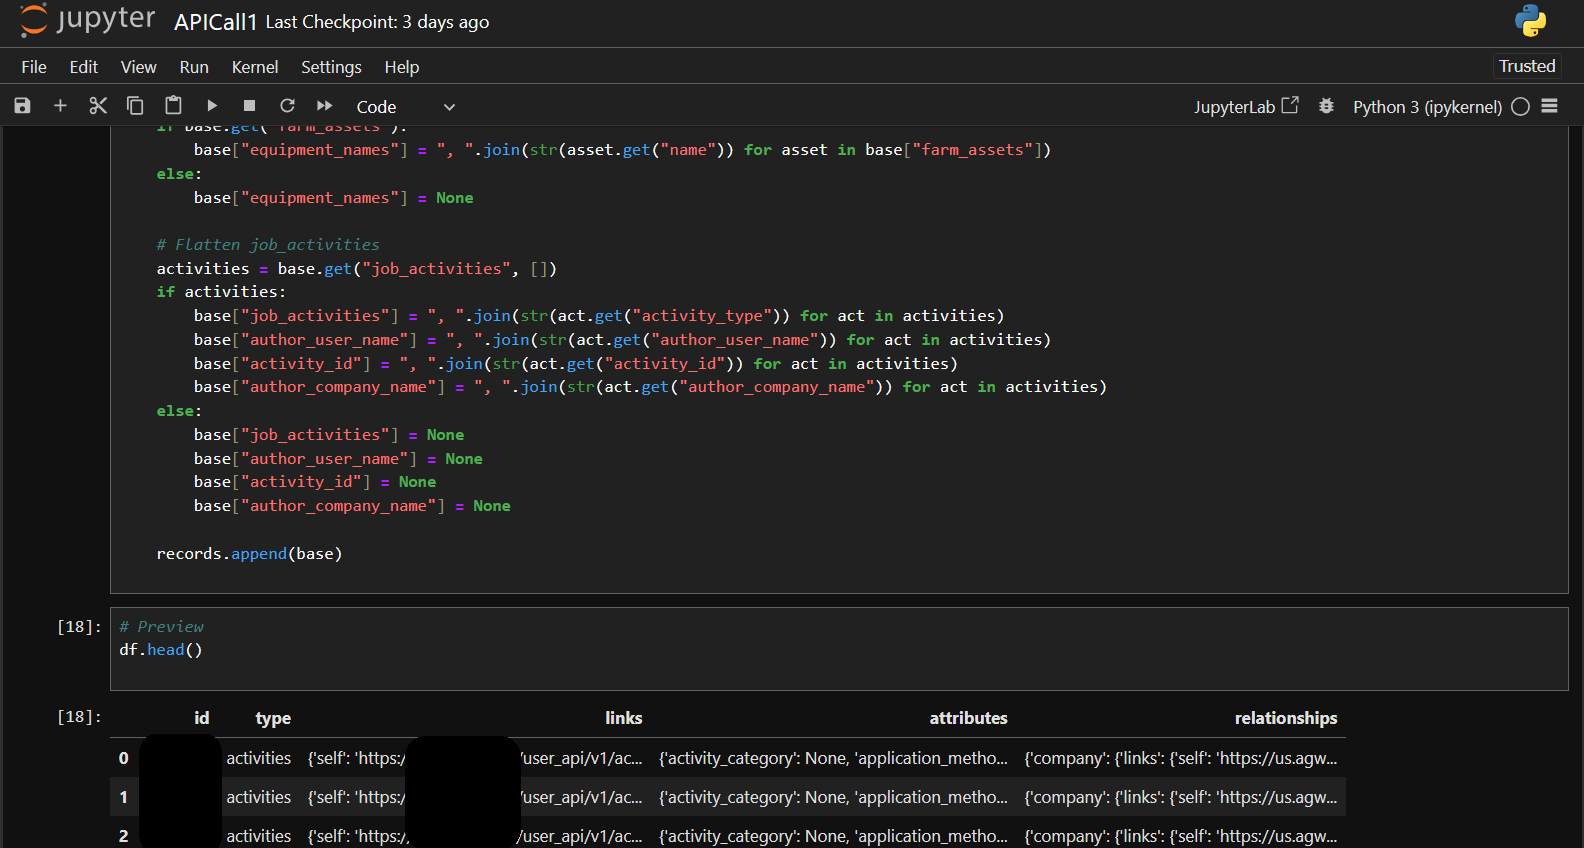 jupyter APICall1 Last Checkpoint: 3 days ago
File Edit View Run Kernel Settings Help Trusted
Code JupyterLab Python 3 (ipykernel)
if base.get("farm_assets"):
base["equipment_names"] = ", ".join(str(asset.get("name")) for asset in base["farm_assets"])
else:
base["equipment_names"] = None
# Flatten job_activities
activities = base.get("job_activities", [])
if activities:
base["job_activities"] = ", ".join(str(act.get("activity_type")) for act in activities)
base["author_user_name"] = ", ".join(str(act.get("author_user_name")) for act in activities)
base["activity_id"] = ", ".join(str(act.get("activity_id")) for act in activities)
base["author_company_name"] = ", ".join(str(act.get("author_company_name")) for act in activities)
else:
base["job_activities"] = None
base["author_user_name"] = None
base["activity_id"] = None
base["author_company_name"] = None
records.append(base)
[18]: # Preview
df.head()
[18]: id type links attributes relationships
0 activities {'self': 'https:/ /user_api/v1/ac... {'activity_category': None, 'application_metho... {'company': {'links': {'self': 'https://us.agw...
1 activities {'self': 'https:/ /user_api/v1/ac... {'activity_category': None, 'application_metho... {'company': {'links': {'self': 'https://us.agw...
2 activities {'self': 'https:/ /user_api/v1/ac... {'activity_category': None, 'application_metho... {'company': {'links': {'self': 'https://us.agw...